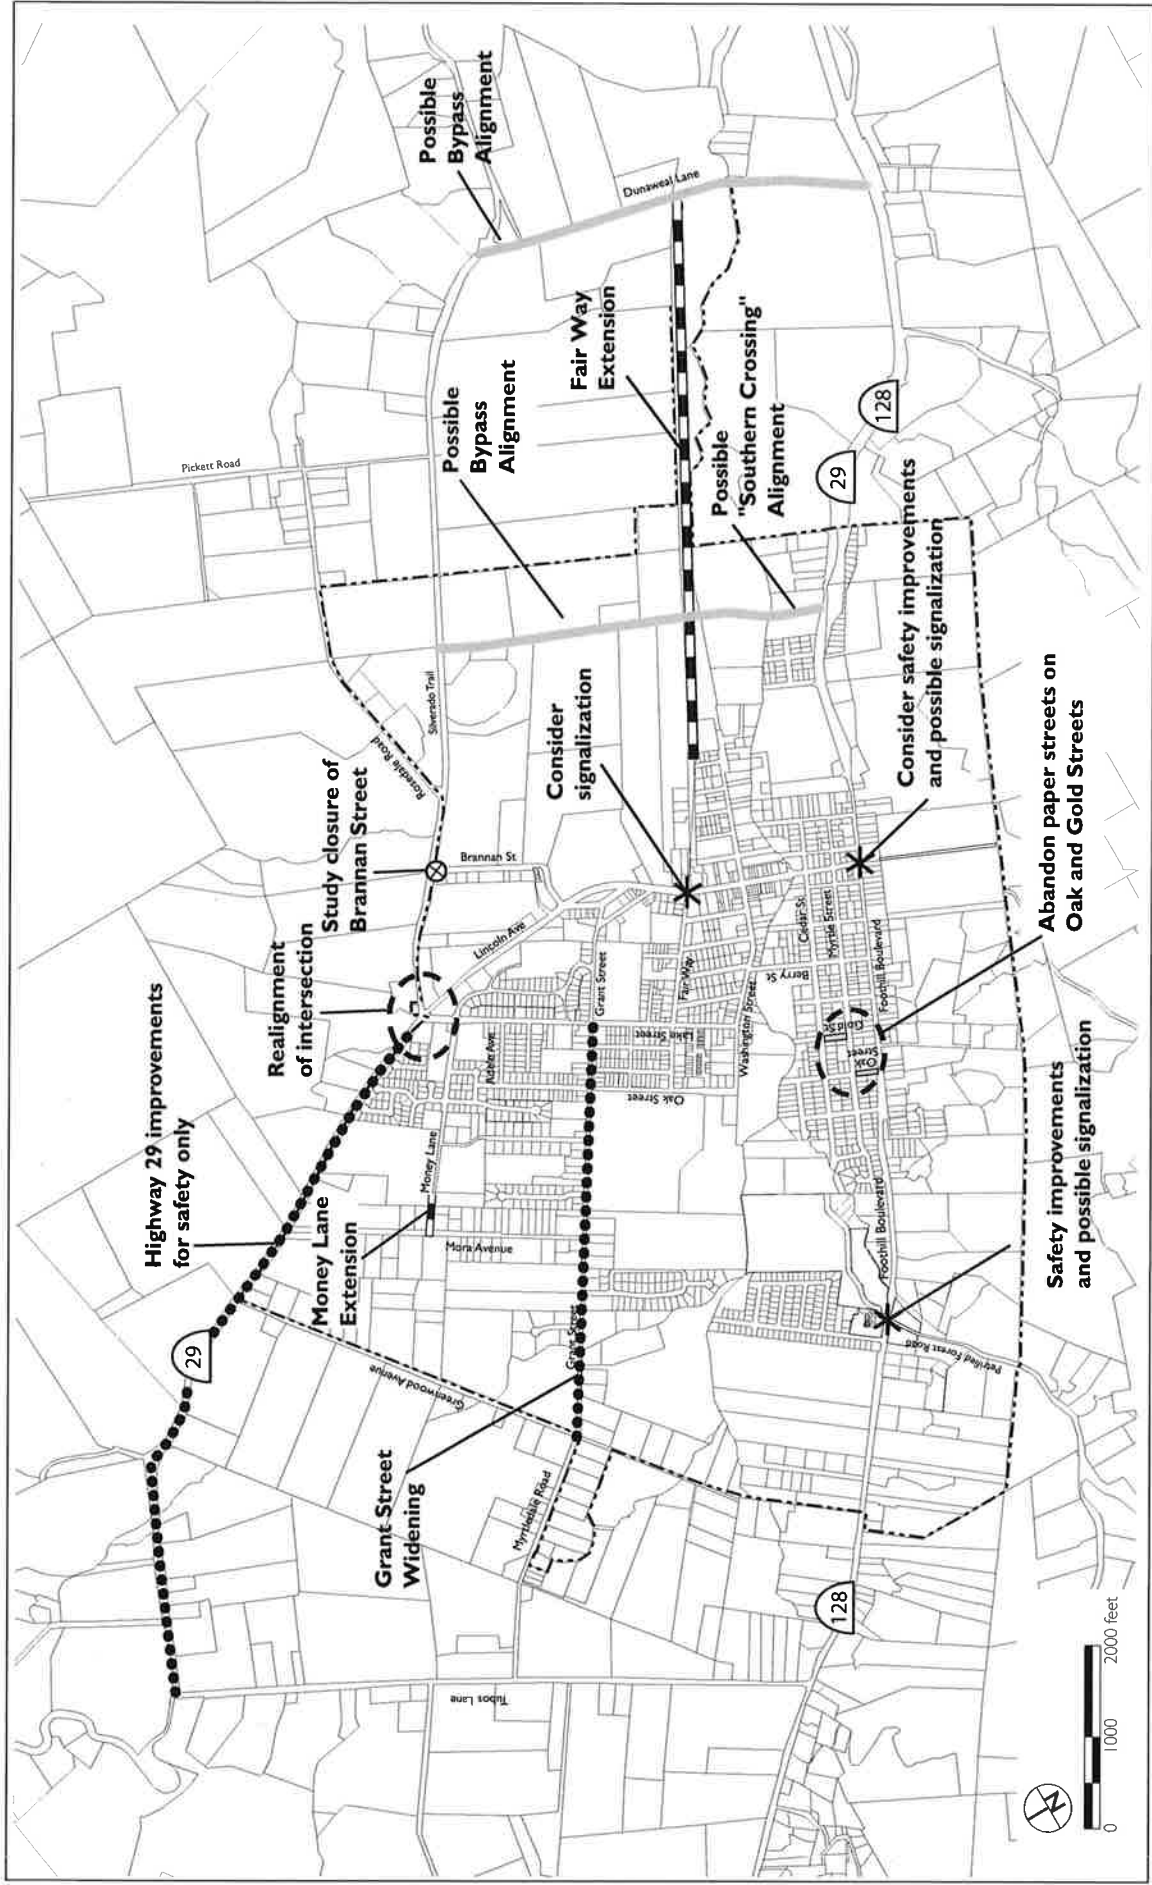 Highway 29 improvements
for safety only
Realignment
of intersection
Study closure of
Brannan Street
Possible
Bypass
Alignment
Possible
Bypass
Alignment
Fair Way
Extension
Possible
"Southern Crossing"
Alignment
Consider
signalization
Consider safety improvements
and possible signalization
Abandon paper streets on
Oak and Gold Streets
Safety improvements
and possible signalization
Money Lane
Extension
Grant Street
Widening
29
29
128
128
Tubbs Lane
Myrtledale Road
Greenwood Avenue
Grant Street
Mora Avenue
Money Lane
Adele Ave
Lincoln Ave
Brannan St
Rosedale Road
Silverado Trail
Pickett Road
Dunaweal Lane
Grant Street
Fair Way
Lake Street
Oak Street
Washington Street
Berry St
Cedar St
Myrtle Street
Foothill Boulevard
Gold St
Oak
Street
Foothill Boulevard
Petrified Forest Road
N
0
1000
2000 feet